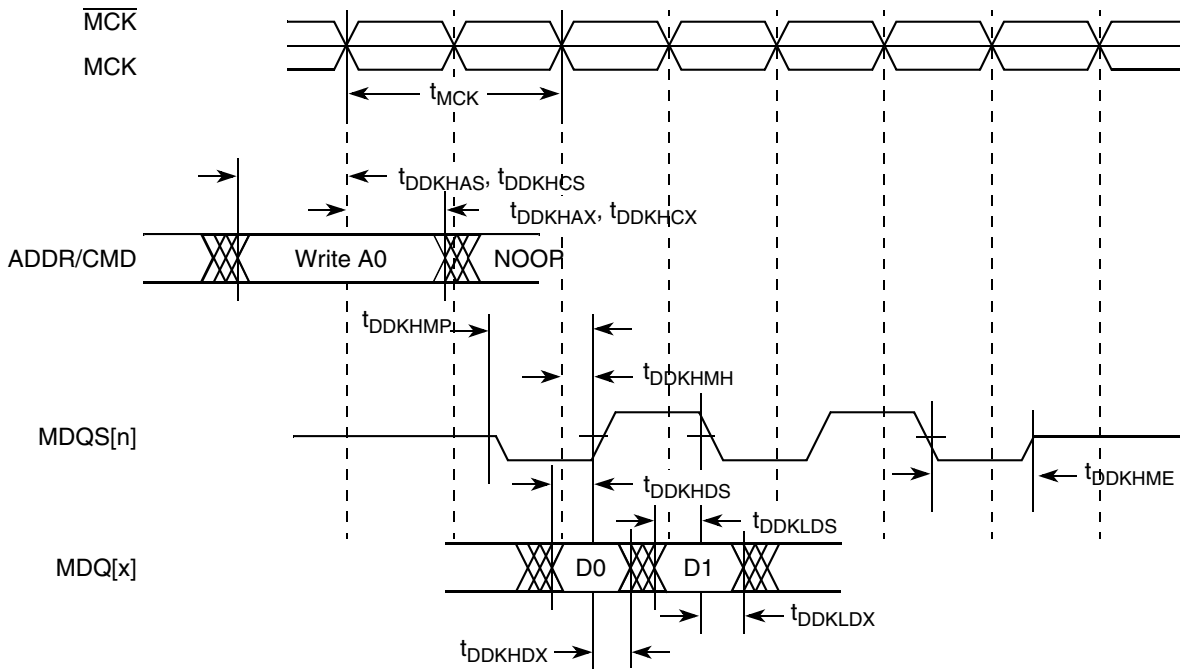 MCK
MCK
tMCK
tDDKHAS, tDDKHCS
tDDKHAX, tDDKHCX
ADDR/CMD
Write A0
NOOP
tDDKHMP
tDDKHMH
MDQS[n]
tDDKHME
tDDKHDS
tDDKLDS
MDQ[x]
D0
D1
tDDKLDX
tDDKHDX